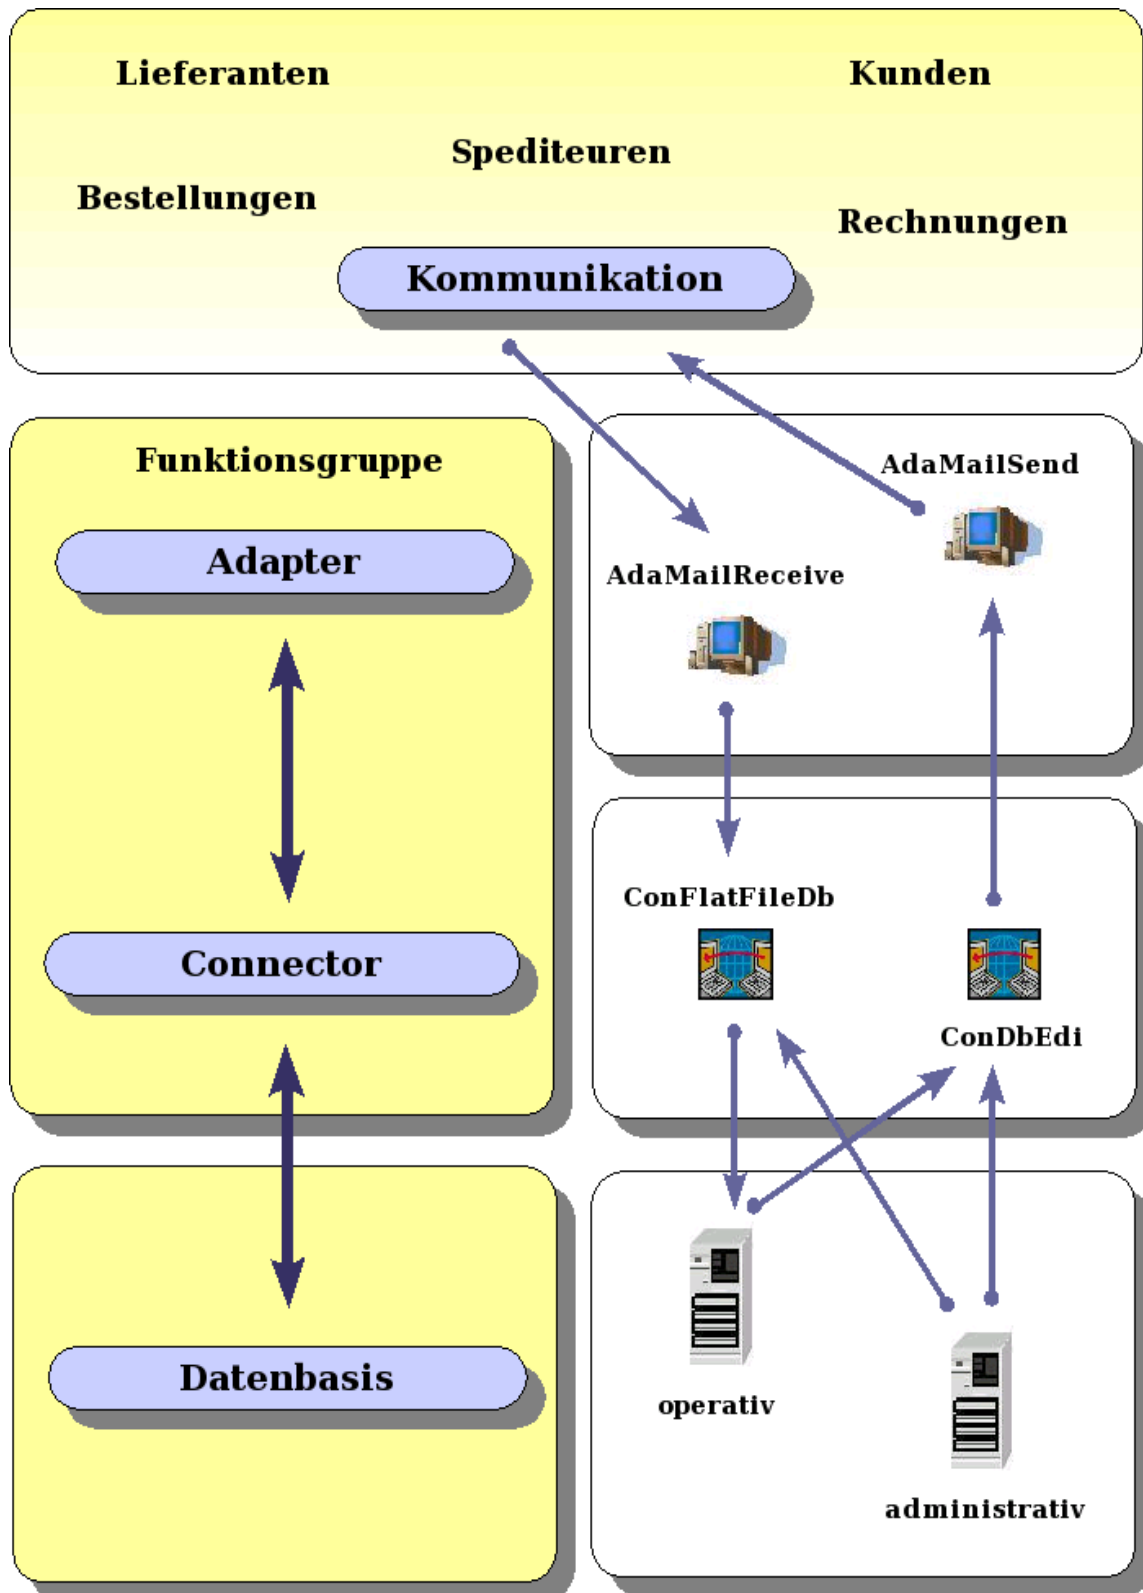 Lieferanten
Kunden
Spediteuren
Bestellungen
Rechnungen
Kommunikation
Funktionsgruppe
AdaMailSend
Adapter
AdaMailReceive
ConFlatFileDb
Connector
ConDbEdi
Datenbasis
operativ
administrativ